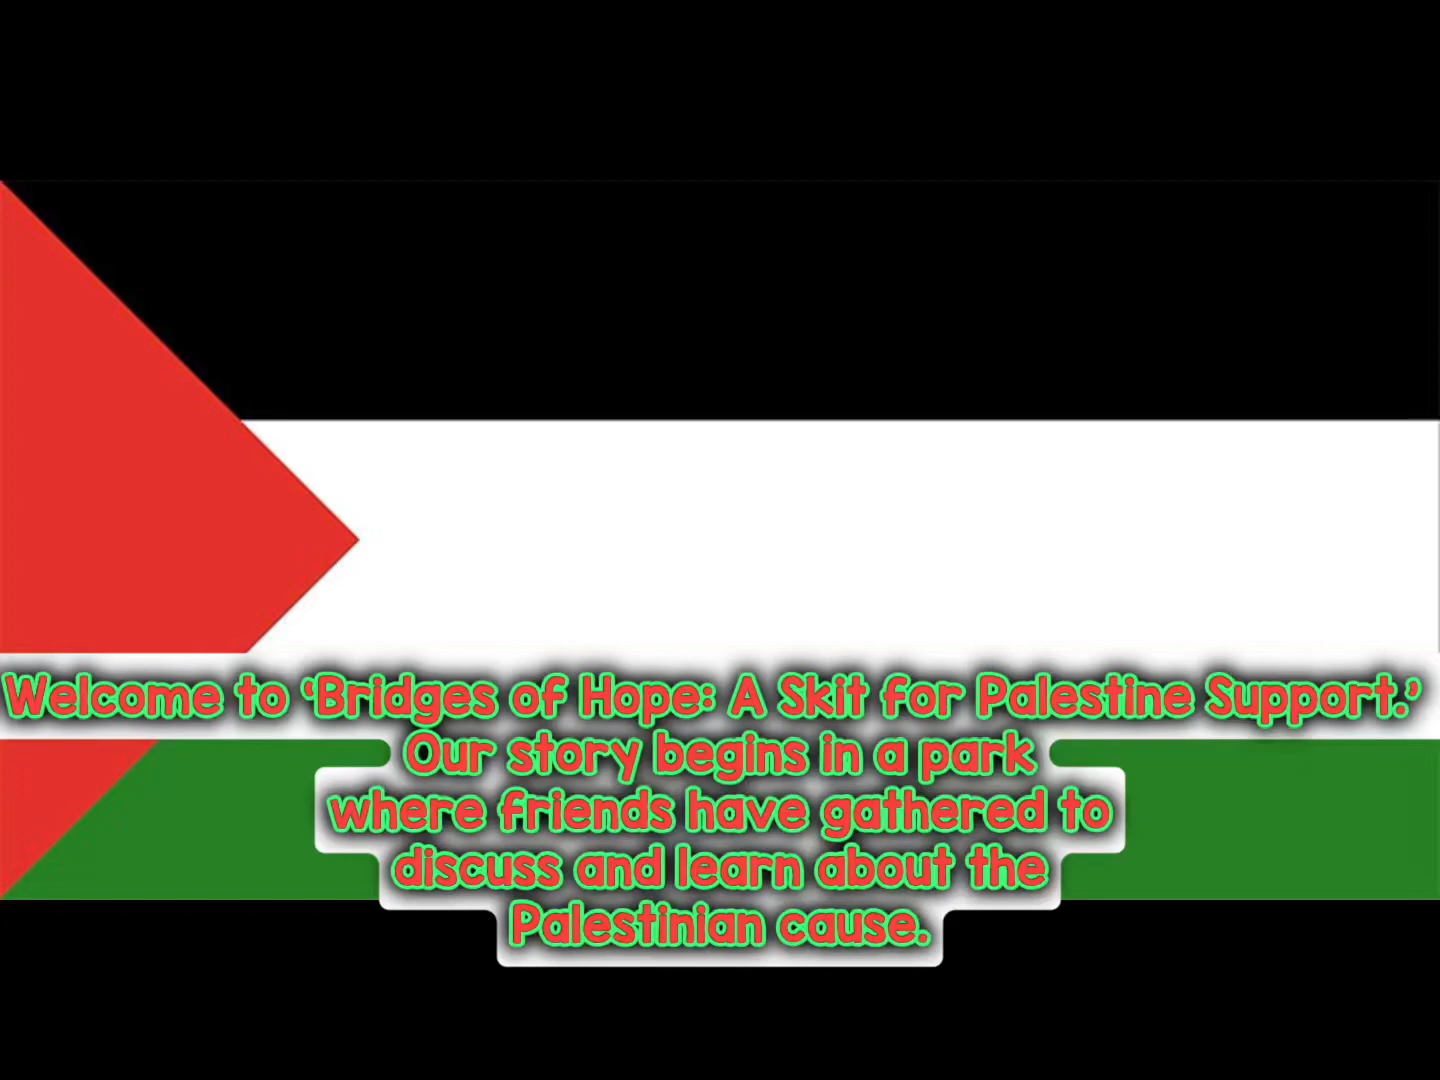 Welcome to ‘Bridges of Hope: A Skit for Palestine Support.’
Our story begins in a park
where friends have gathered to
discuss and learn about the
Palestinian cause.